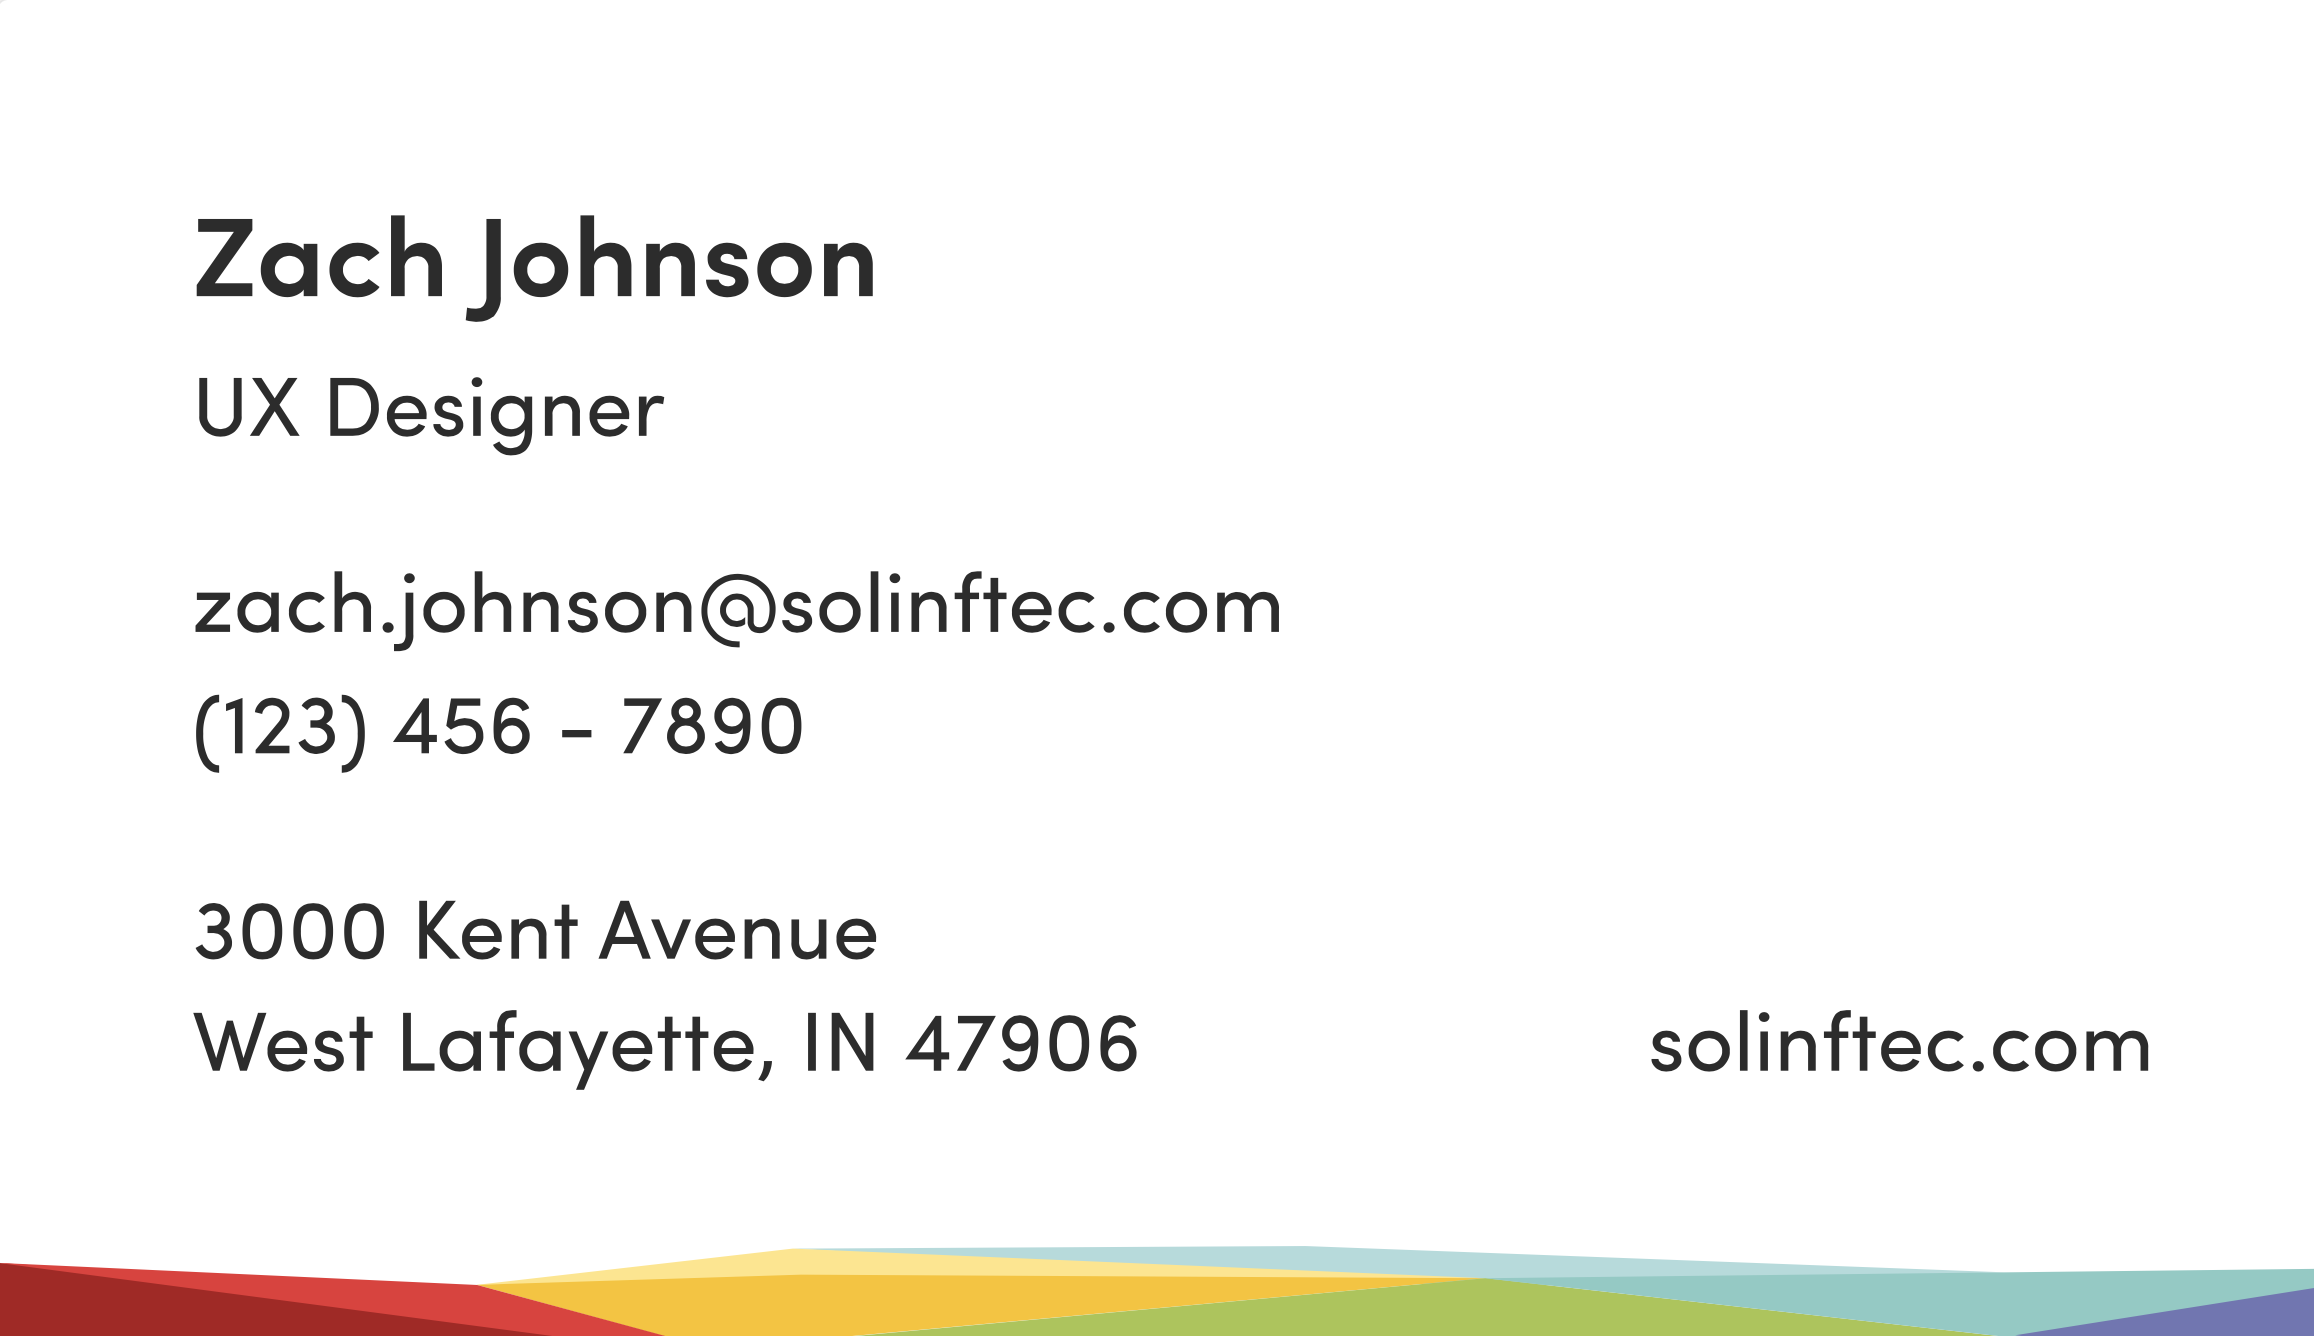 Zach Johnson
UX Designer
zach.johnson@solinftec.com
(123) 456 - 7890
3000 Kent Avenue
West Lafayette, IN 47906
solinftec.com